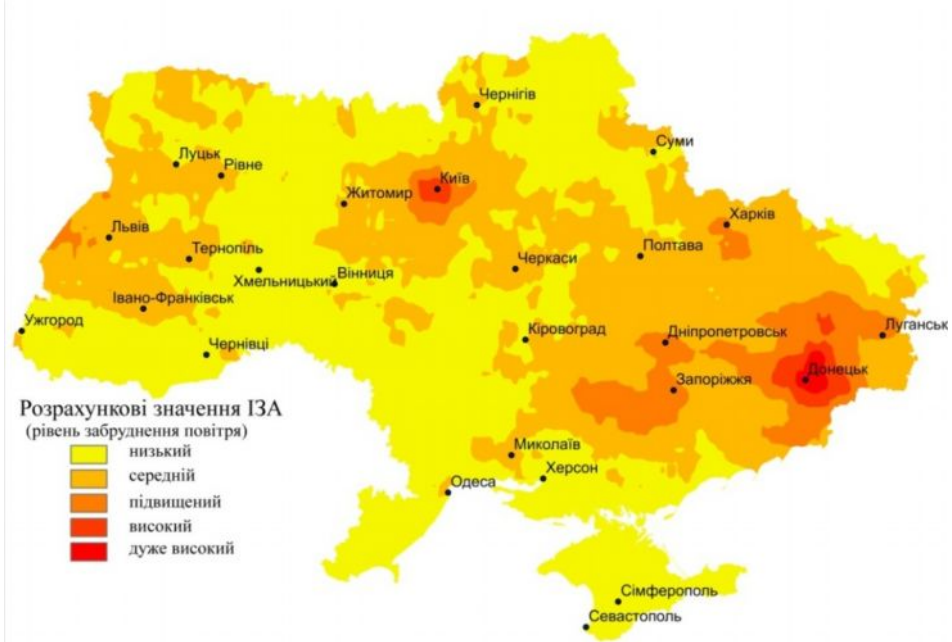 Чернігів
Суми
Луцьк
Рівне
Київ
Житомир
Харків
Львів
Полтава
Тернопіль
Черкаси
Хмельницький
Вінниця
Івано-Франківськ
Ужгород
Кіровоград
Дніпропетровськ
Луганськ
Чернівці
Донецьк
Запоріжжя
Розрахункові значення ІЗА
(рівень забруднення повітря)
низький
середній
підвищений
високий
дуже високий
Миколаїв
Херсон
Одеса
Сімферополь
Севастополь